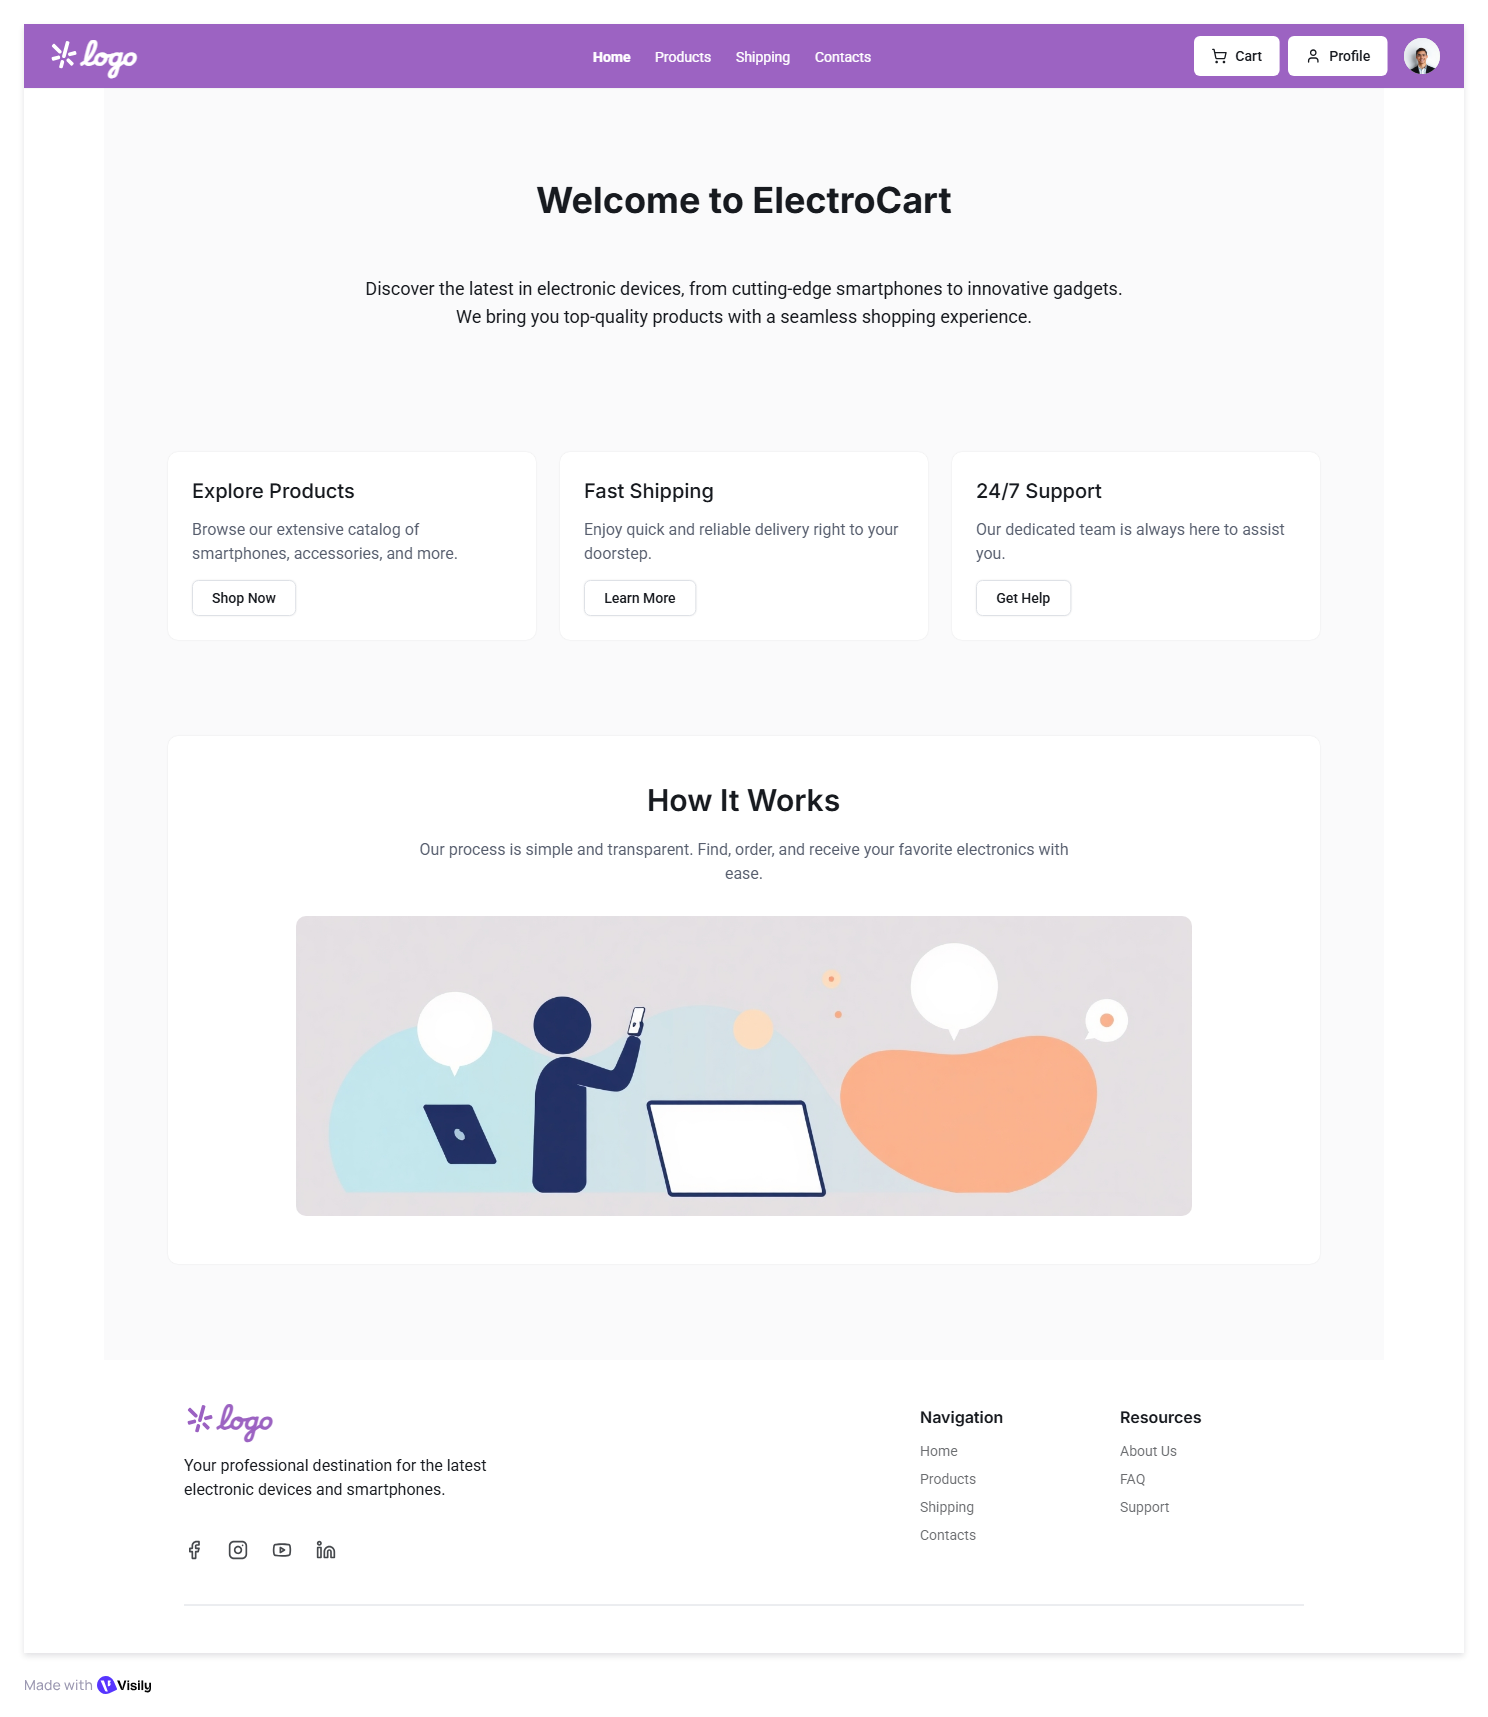 logo
Home Products Shipping Contacts
Cart Profile
Welcome to ElectroCart
Discover the latest in electronic devices, from cutting-edge smartphones to innovative gadgets.
We bring you top-quality products with a seamless shopping experience.
Explore Products
Browse our extensive catalog of
smartphones, accessories, and more.
Shop Now
Fast Shipping
Enjoy quick and reliable delivery right to your
doorstep.
Learn More
24/7 Support
Our dedicated team is always here to assist
you.
Get Help
How It Works
Our process is simple and transparent. Find, order, and receive your favorite electronics with
ease.
logo
Your professional destination for the latest
electronic devices and smartphones.
Navigation
Home
Products
Shipping
Contacts
Resources
About Us
FAQ
Support
Made with Visily